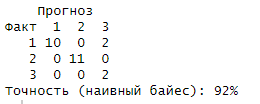 Прогноз
Факт 1 2 3
1 10 0 2
2 0 11 0
3 0 0 2
Точность (наивный байес): 92%